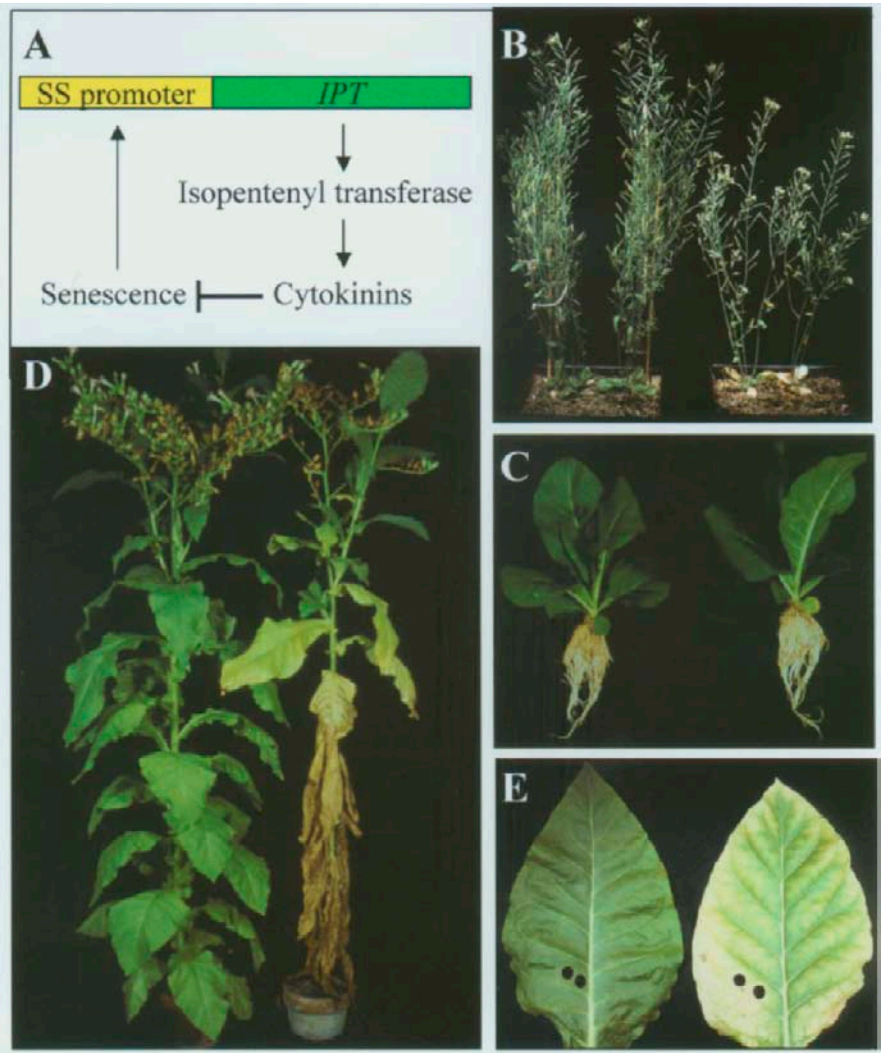 A
SS promoter IPT
Isopentenyl transferase
Senescence Cytokinins
B
C
D
E